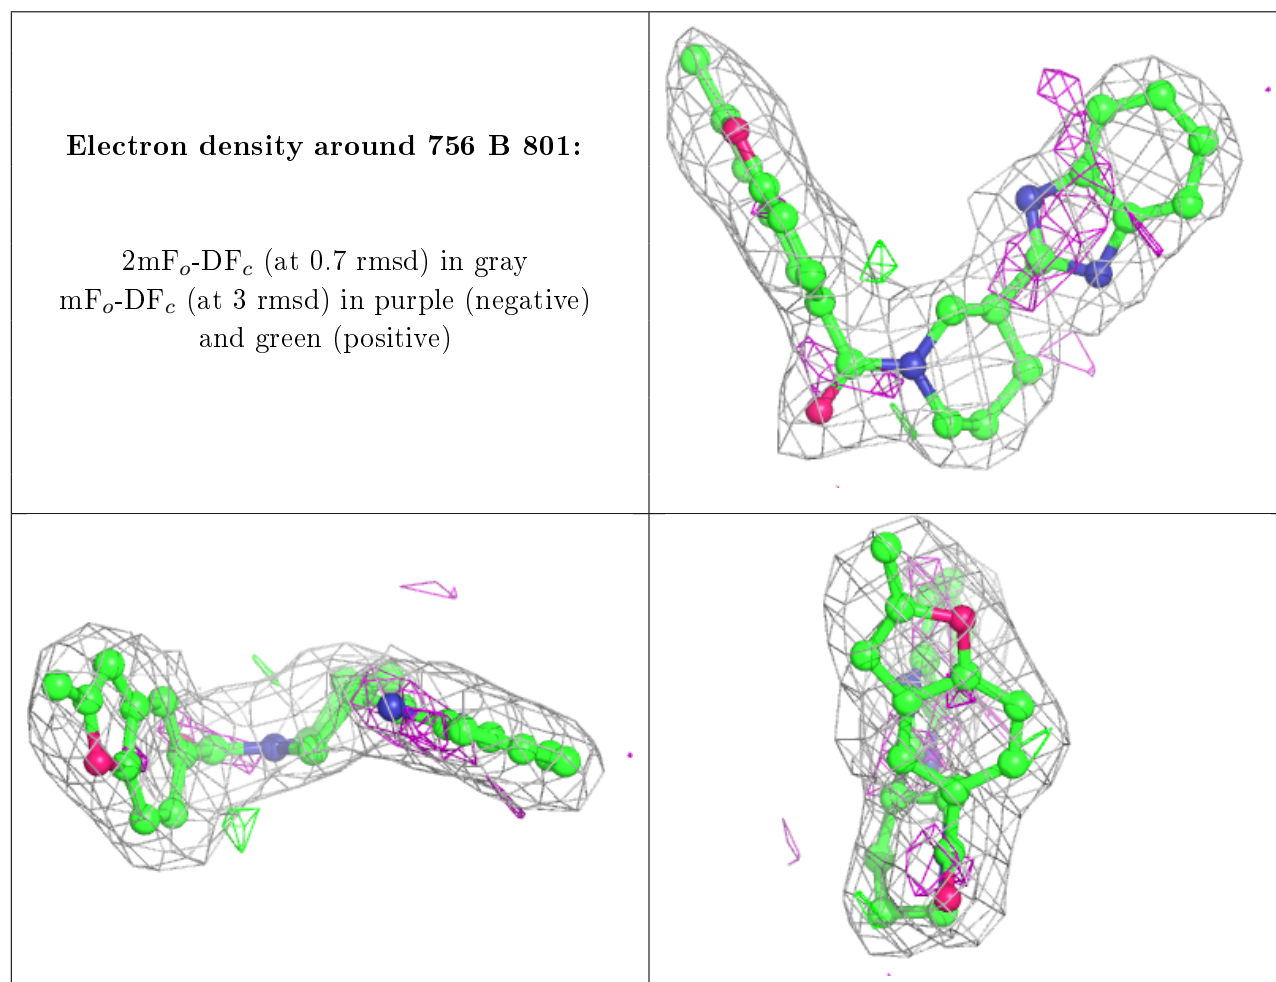 Electron density around 756 B 801:
2mFₒ-DF𝒸 (at 0.7 rmsd) in gray
mFₒ-DF𝒸 (at 3 rmsd) in purple (negative)
and green (positive)